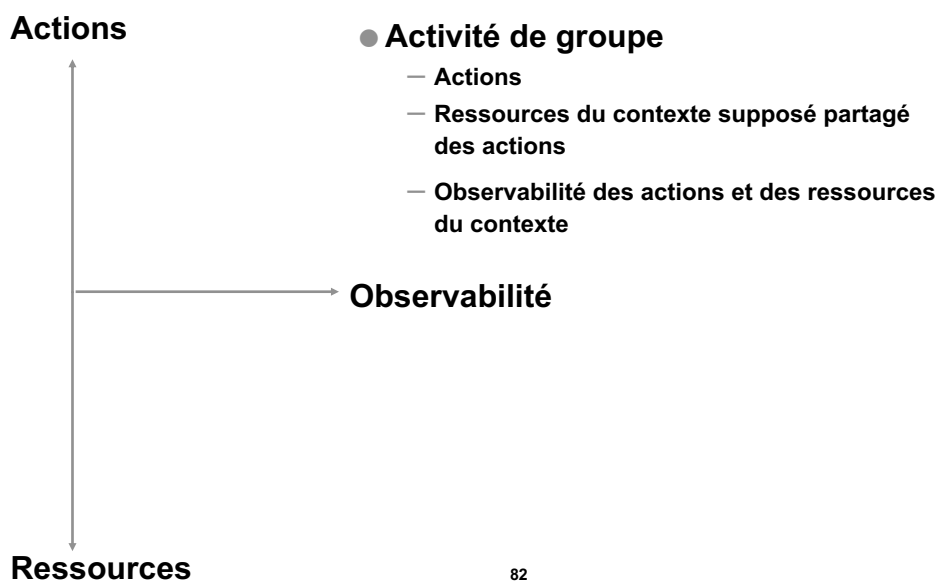 Actions
● Activité de groupe
— Actions
— Ressources du contexte supposé partagé
des actions
— Observabilité des actions et des ressources
du contexte
Observabilité
Ressources
82